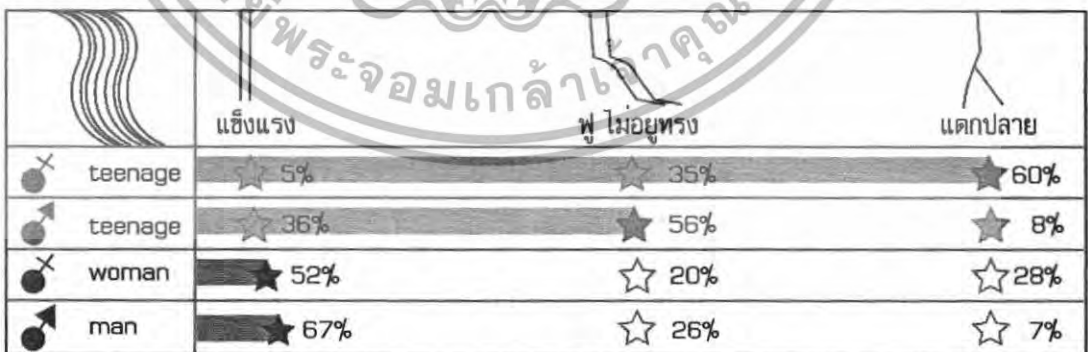 พระจอมเกล้าเจ้าคุณ
แข็งแรง ฟู ไม่อยู่ทรง แตกปลาย
teenage 5% 35% 60%
teenage 36% 56% 8%
woman 52% 20% 28%
man 67% 26% 7%